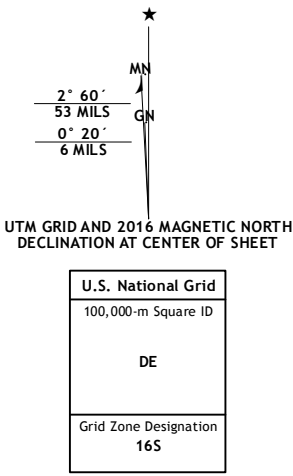 MN
2° 60´
53 MILS
GN
0° 20´
6 MILS
UTM GRID AND 2016 MAGNETIC NORTH
DECLINATION AT CENTER OF SHEET
U.S. National Grid
100,000-m Square ID
DE
Grid Zone Designation
16S